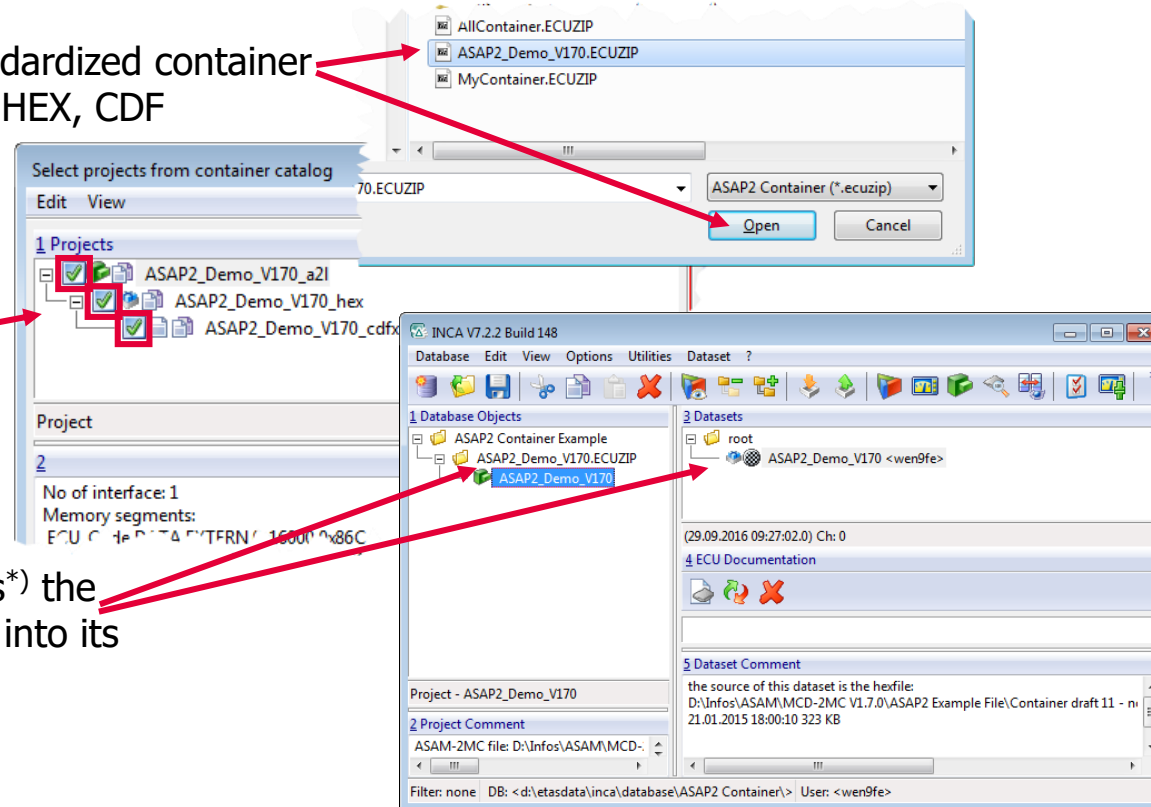 AllContainer.ECUZIP
ASAP2_Demo_V170.ECUZIP
MyContainer.ECUZIP
dardized container
HEX, CDF
70.ECUZIP
ASAP2 Container (*.ecuzip)
Open
Cancel
Select projects from container catalog
Edit View
1 Projects
ASAP2_Demo_V170_a2l
ASAP2_Demo_V170_hex
ASAP2_Demo_V170_cdfx
Project
2
No of interface: 1
Memory segments:
s*) the
into its
INCA V7.2.2 Build 148
Database Edit View Options Utilities Dataset ?
1 Database Objects
ASAP2 Container Example
ASAP2_Demo_V170.ECUZIP
ASAP2_Demo_V170
Project - ASAP2_Demo_V170
2 Project Comment
ASAM-2MC file: D:\Infos\ASAM\MCD-.
3 Datasets
root
ASAP2_Demo_V170 <wen9fe>
(29.09.2016 09:27:02.0) Ch: 0
4 ECU Documentation
5 Dataset Comment
the source of this dataset is the hexfile:
D:\Infos\ASAM\MCD-2MC V1.7.0\ASAP2 Example File\Container draft 11 -
21.01.2015 18:00:10 323 KB
Filter: none DB: <d:\etasdata\inca\database\ASAP2 Container\> User: <wen9fe>